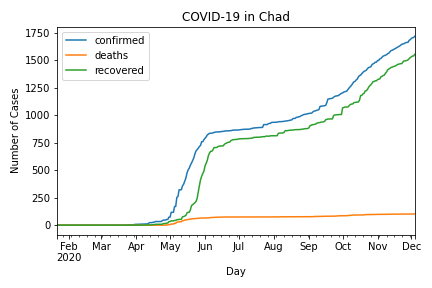 COVID-19 in Chad
confirmed
deaths
recovered
Number of Cases
1750
1500
1250
1000
750
500
250
0
Feb Mar Apr May Jun Jul Aug Sep Oct Nov Dec
2020
Day